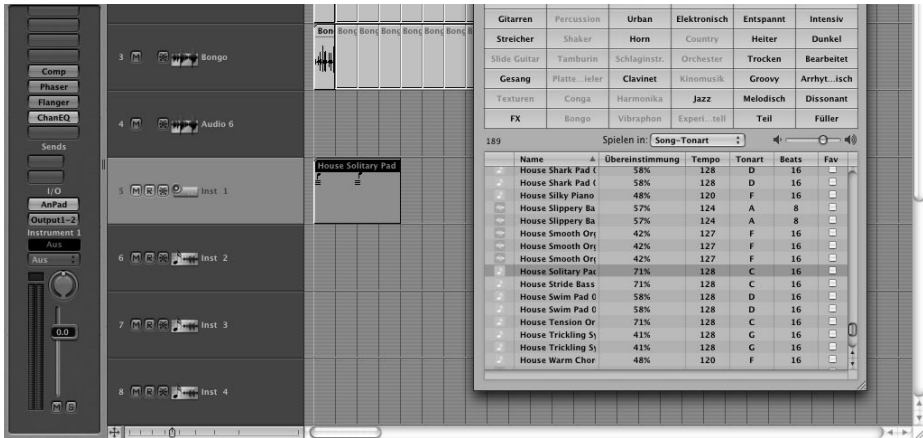 Comp
Phaser
Flanger
ChanEQ
Sends
I/O
AnPad
Output1-2
Instrument 1
Aus
Aus
0.0
M S
3 M Bongo
4 M Audio 6
5 M R Inst 1
6 M R Inst 2
7 M R Inst 3
8 M R Inst 4
Bon Bong Bong Bong Bong Bong Bong B
House Solitary Pad
Gitarren Percussion Urban Elektronisch Entspannt Intensiv
Streicher Shaker Horn Country Heiter Dunkel
Slide Guitar Tamburin Schlaginstr. Orchester Trocken Bearbeitet
Gesang Platte...ieler Clavinet Kinomusik Groovy Arrhyt...isch
Texturen Conga Harmonika Jazz Melodisch Dissonant
FX Bongo Vibraphon Experi...tell Teil Füller
189 Spielen in: Song-Tonart
Name Übereinstimmung Tempo Tonart Beats Fav
House Shark Pad 58% 128 D 16
House Shark Pad 58% 128 D 16
House Silky Piano 48% 120 F 16
House Slippery Ba 57% 124 A 8
House Slippery Ba 57% 124 A 8
House Smooth Org 42% 127 F 16
House Smooth Org 42% 127 F 16
House Smooth Org 42% 127 F 16
House Solitary Pad 71% 128 C 16
House Stride Bass 71% 128 C 16
House Swim Pad 0 58% 128 D 16
House Swim Pad 0 58% 128 D 16
House Tension Or 71% 128 C 16
House Trickling Sy 41% 128 G 16
House Trickling Sy 41% 128 G 16
House Warm Chor 48% 120 F 16